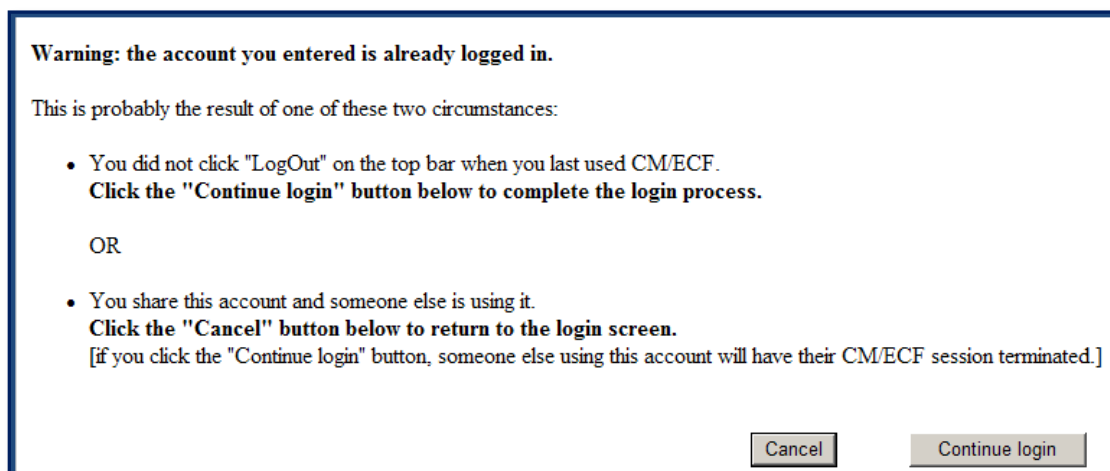 Warning: the account you entered is already logged in.
This is probably the result of one of these two circumstances:
• You did not click "LogOut" on the top bar when you last used CM/ECF.
Click the "Continue login" button below to complete the login process.
OR
• You share this account and someone else is using it.
Click the "Cancel" button below to return to the login screen.
[if you click the "Continue login" button, someone else using this account will have their CM/ECF session terminated.]
Cancel Continue login